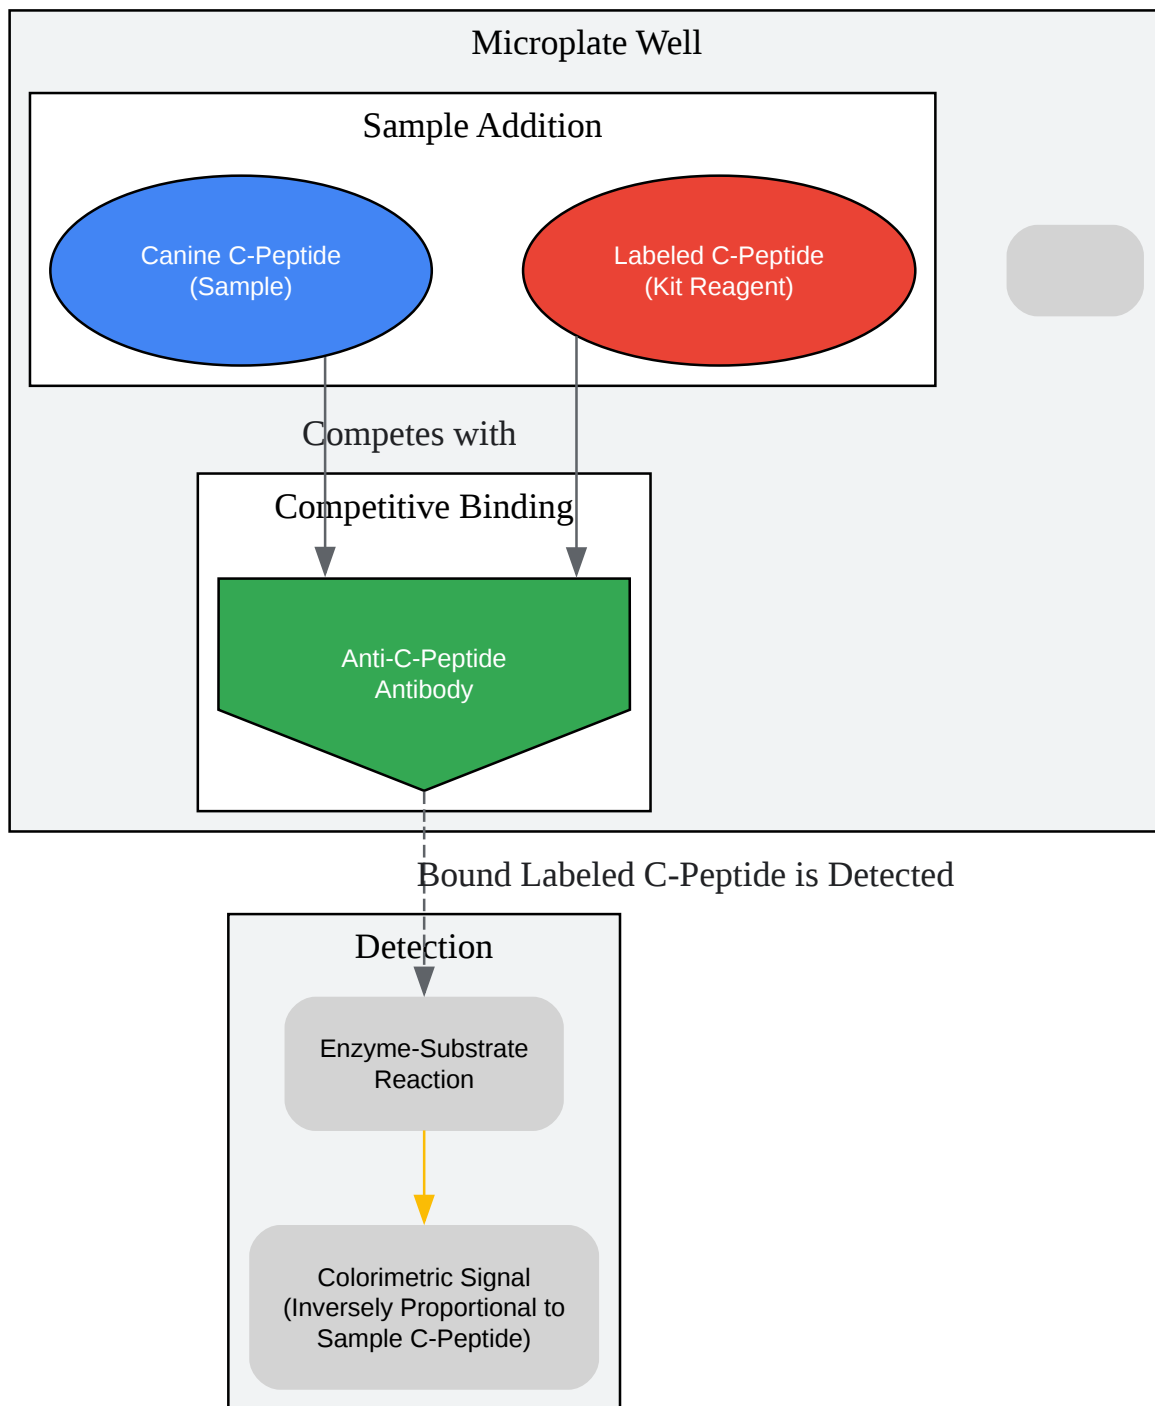 Microplate Well
Sample Addition
Canine C-Peptide
(Sample)
Labeled C-Peptide
(Kit Reagent)
Competes with
Competitive Binding
Anti-C-Peptide
Antibody
Bound Labeled C-Peptide is Detected
Detection
Enzyme-Substrate
Reaction
Colorimetric Signal
(Inversely Proportional to
Sample C-Peptide)